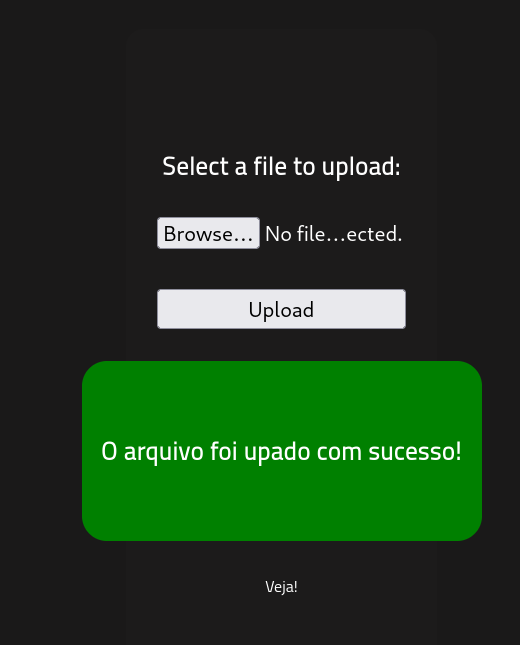 Select a file to upload:
Browse... No file...ected.
Upload
O arquivo foi upado com sucesso!
Veja!